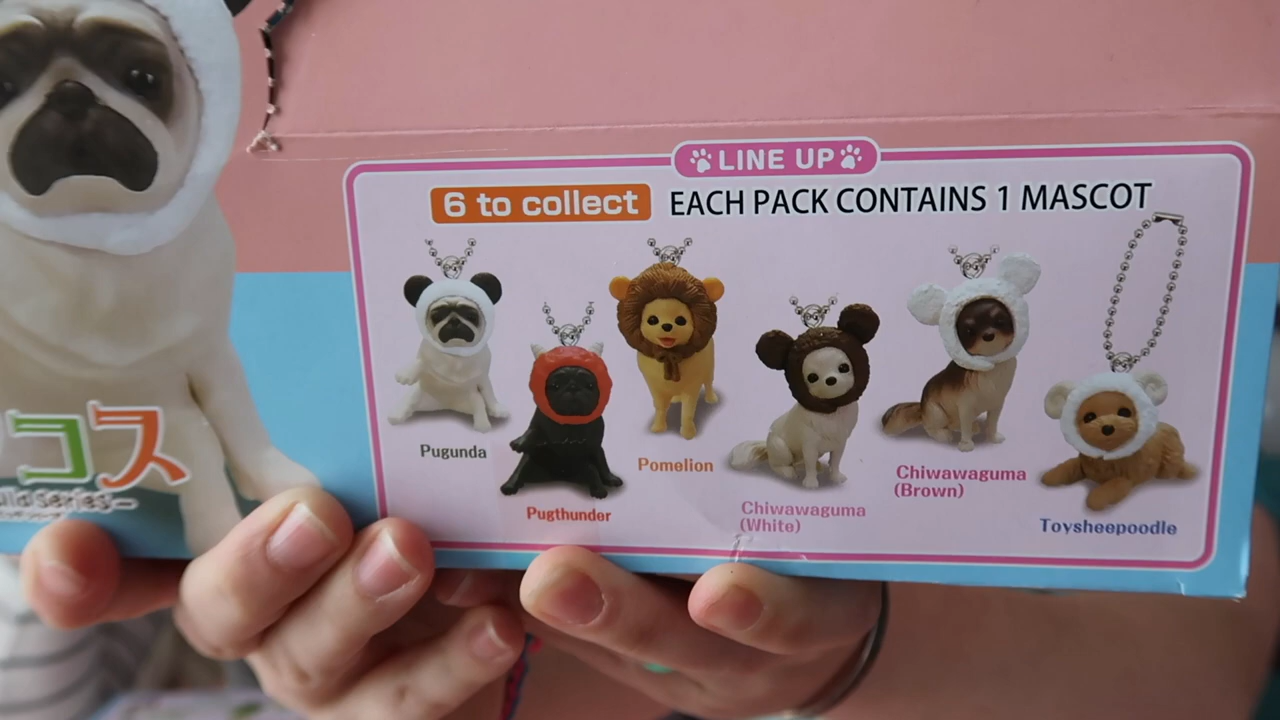 LINE UP
6 to collect EACH PACK CONTAINS 1 MASCOT
Pugunda
Pugthunder
Pomelion
Chiwawaguma
(White)
Chiwawaguma
(Brown)
Toysheepoodle
コス
series-